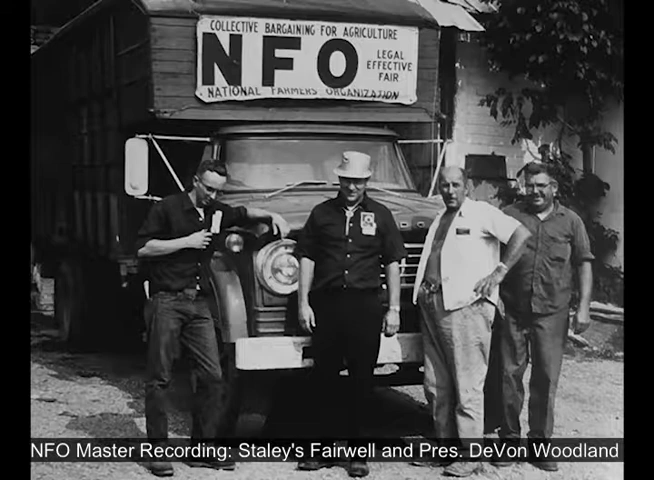 COLLECTIVE BARGAINING FOR AGRICULTURE
NFO
LEGAL
EFFECTIVE
FAIR
NATIONAL FARMERS ORGANIZATION
NFO Master Recording: Staley's Fairwell and Pres. DeVon Woodland